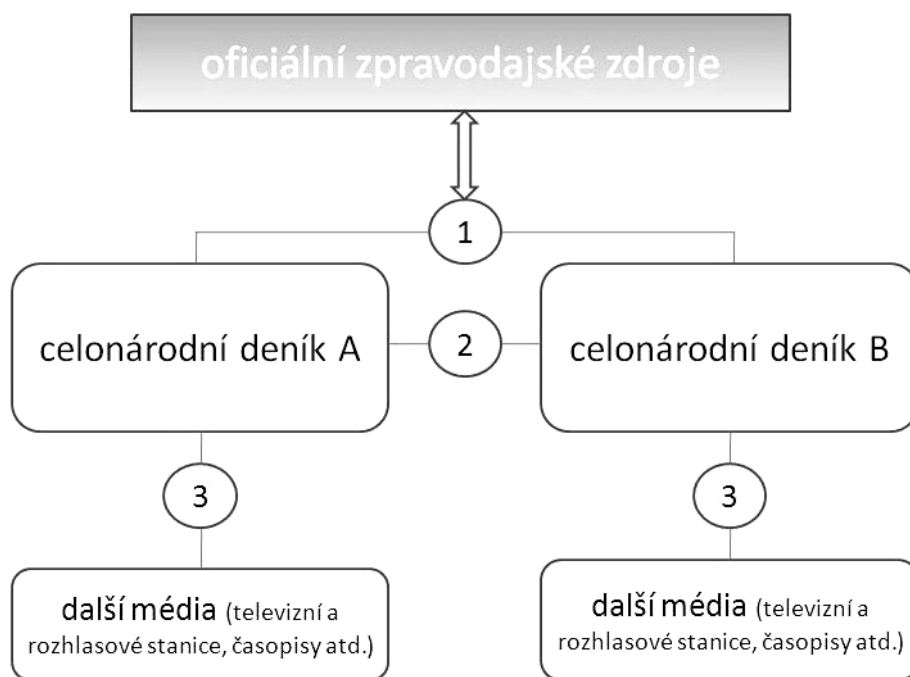 oficiální zpravodajské zdroje
1
celonárodní deník A
2
celonárodní deník B
3
3
další média (televizní a
rozhlasové stanice, časopisy atd.)
další média (televizní a
rozhlasové stanice, časopisy atd.)